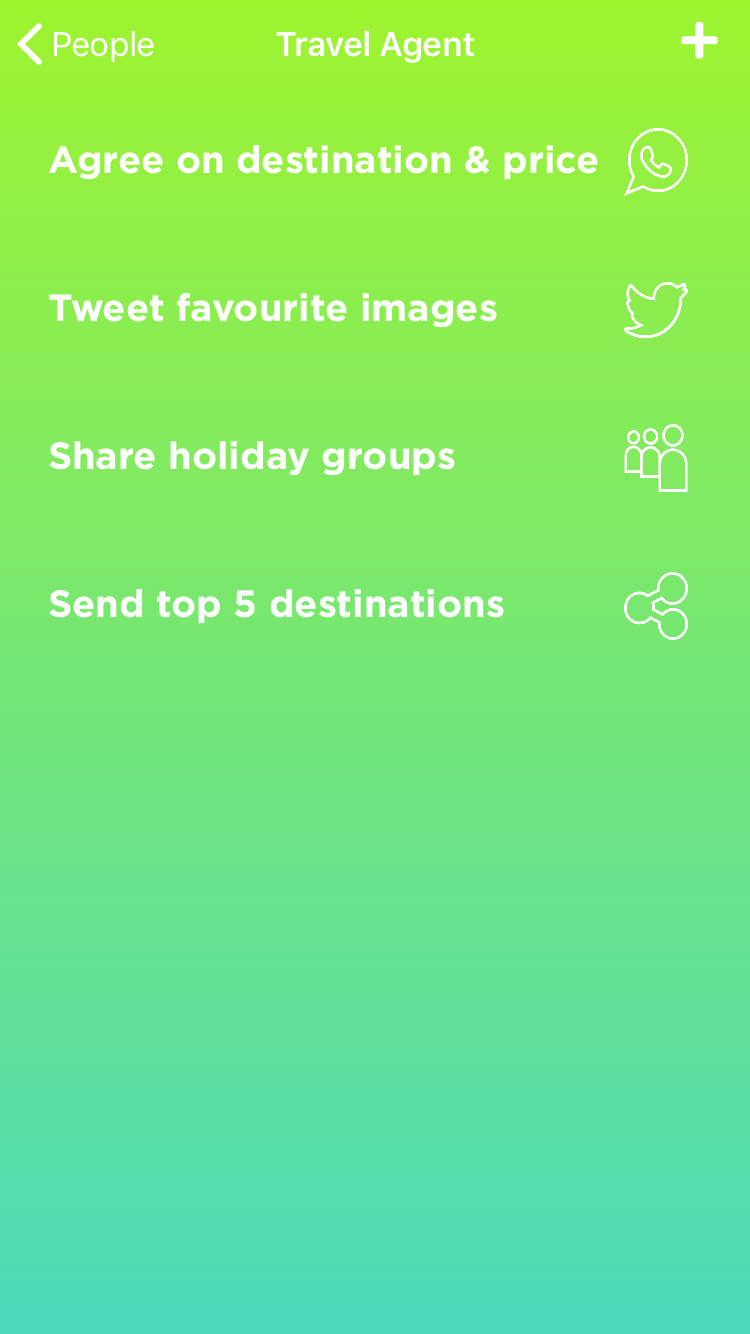 People
Travel Agent
Agree on destination & price
Tweet favourite images
Share holiday groups
Send top 5 destinations